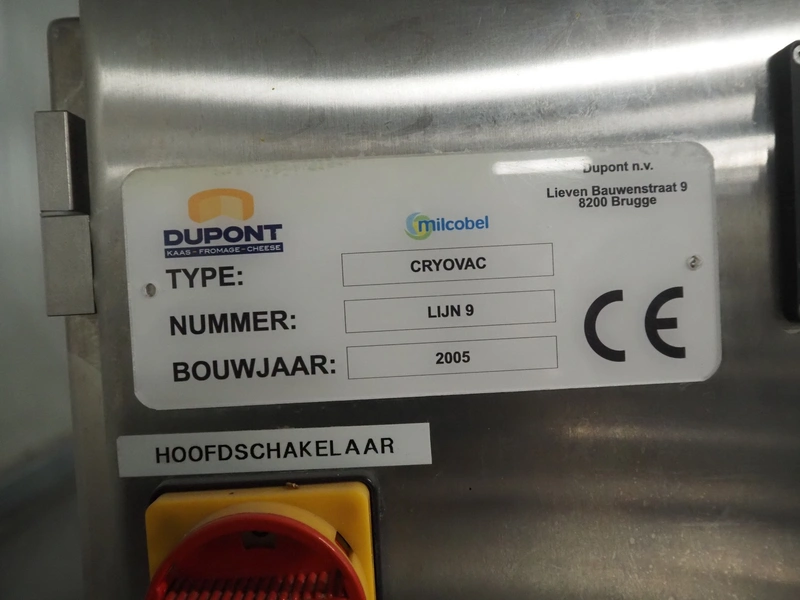 DUPONT
KAAS - FROMAGE - CHEESE
milcobel
Dupont n.v.
Lieven Bauwenstraat 9
8200 Brugge
TYPE: CRYOVAC
NUMMER: LIJN 9
BOUWJAAR: 2005
CE
HOOFDSCHAKELAAR